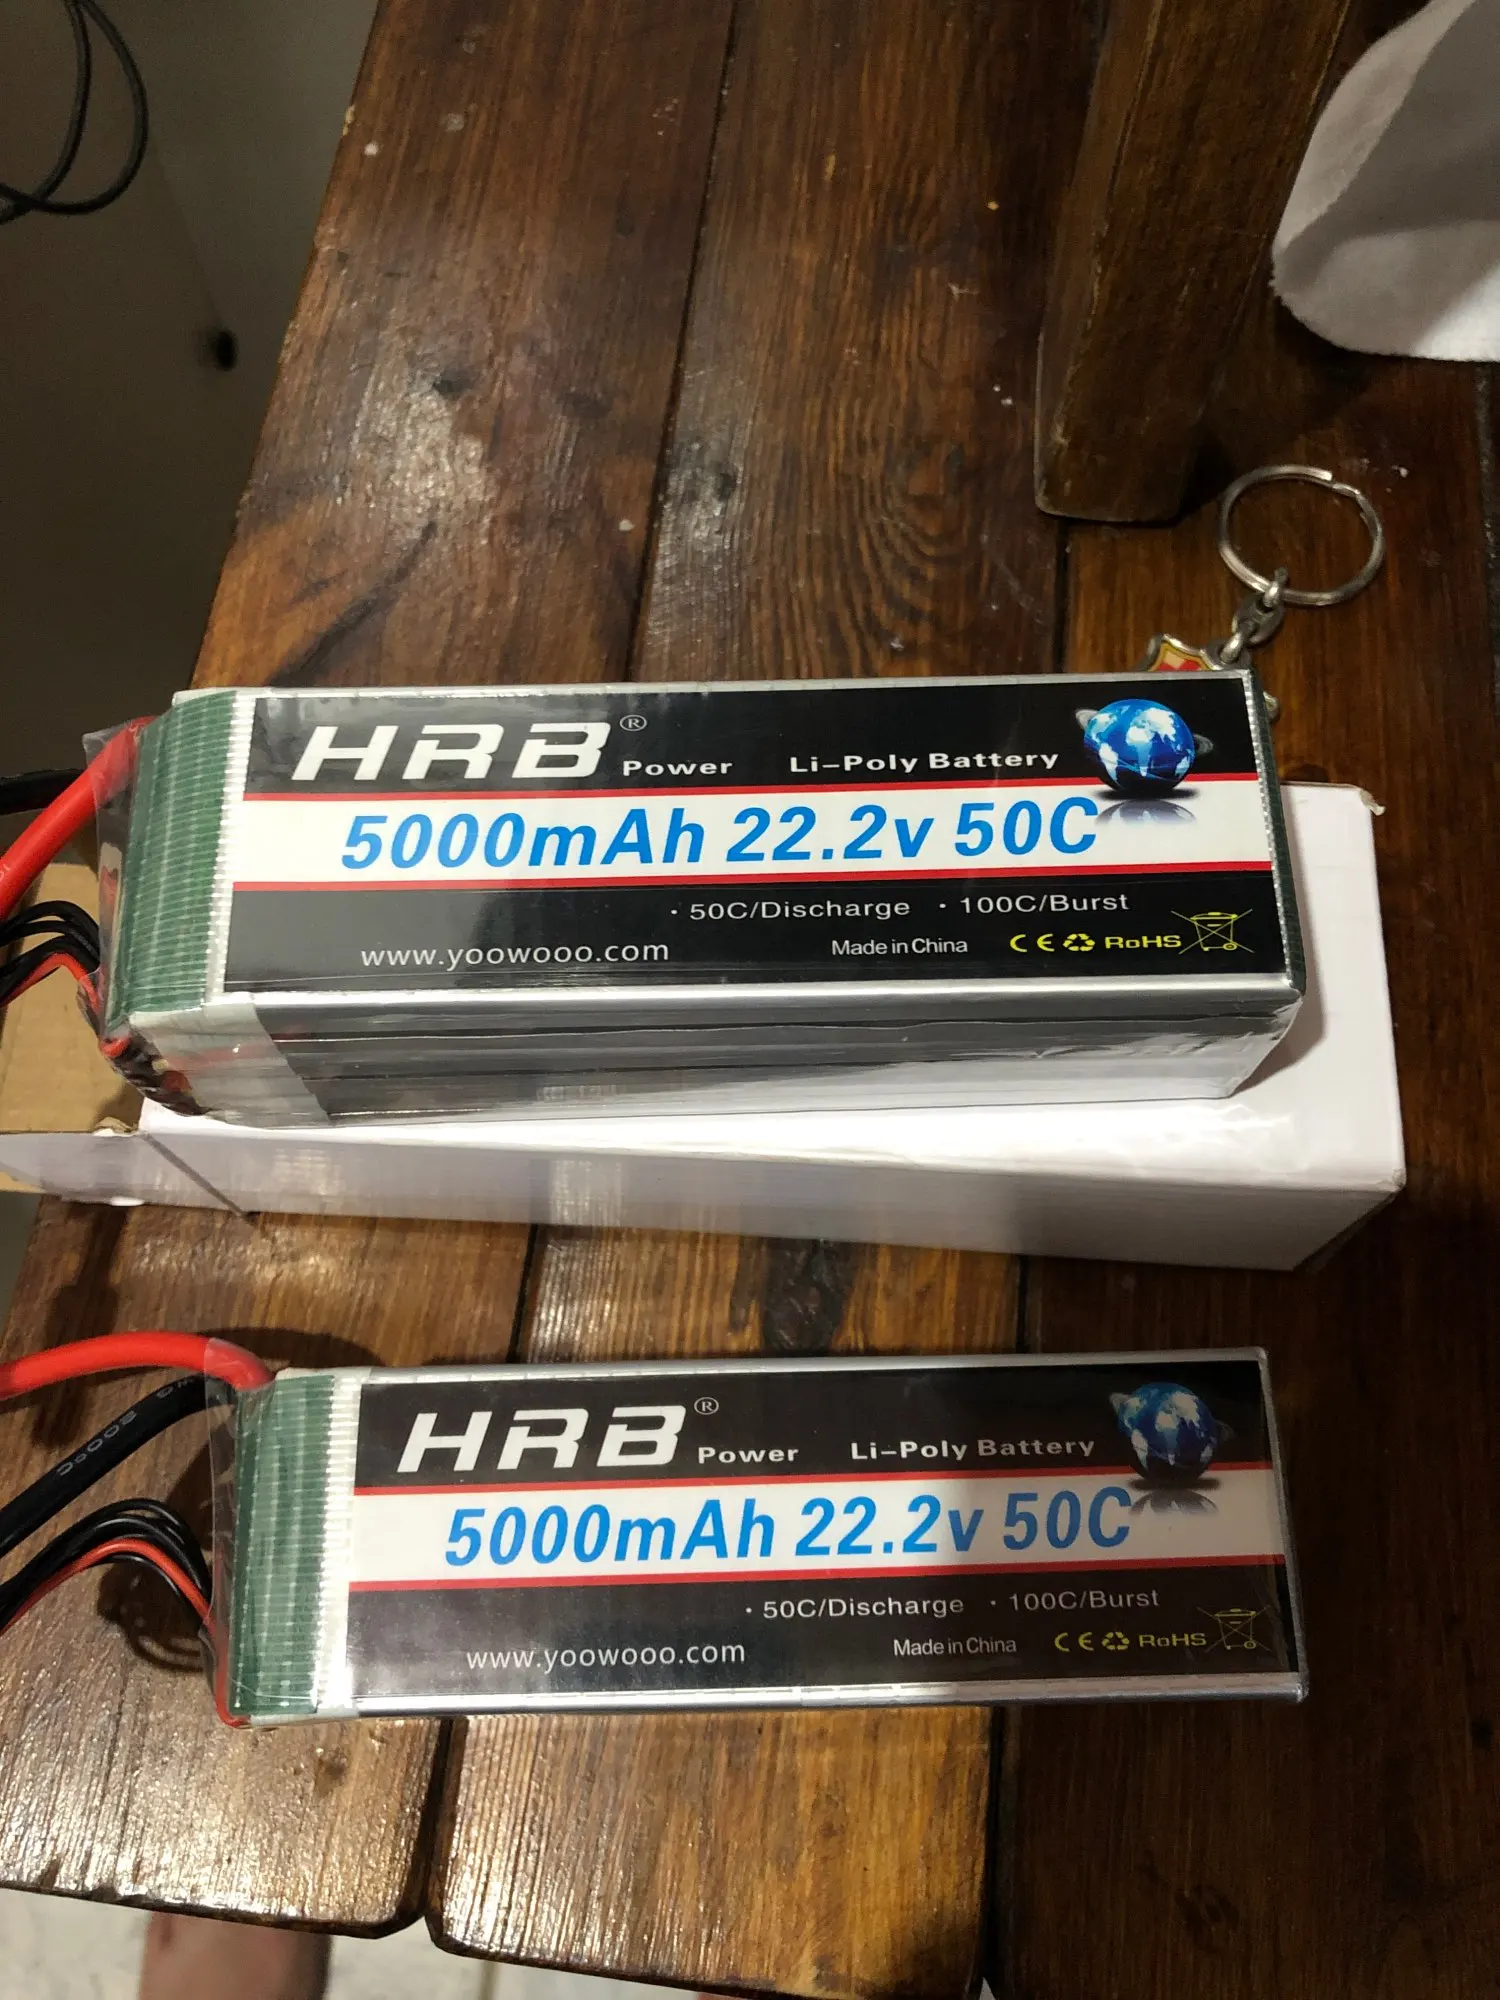 HRB® Power Li-Poly Battery
5000mAh 22.2v 50C
· 50C/Discharge · 100C/Burst
www.yoowooo.com Made in China CE RoHS
HRB® Power Li-Poly Battery
200°C
5000mAh 22.2v 50C
· 50C/Discharge · 100C/Burst
www.yoowooo.com Made in China CE RoHS